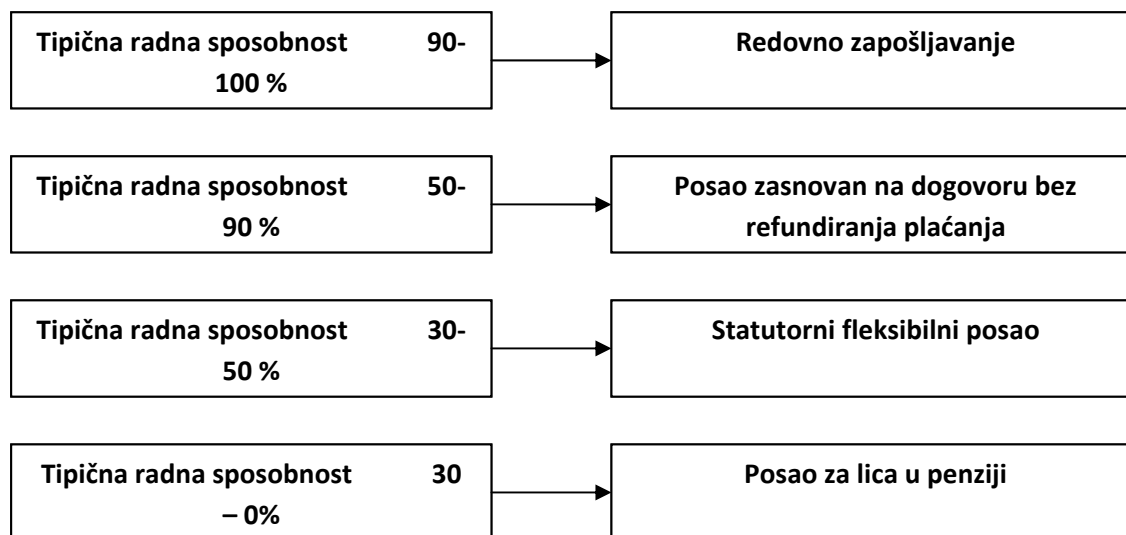 Tipična radna sposobnost 90-
100 %
Redovno zapošljavanje
Tipična radna sposobnost 50-
90 %
Posao zasnovan na dogovoru bez
refundiranja plaćanja
Tipična radna sposobnost 30-
50 %
Statutorni fleksibilni posao
Tipična radna sposobnost 30
– 0%
Posao za lica u penziji